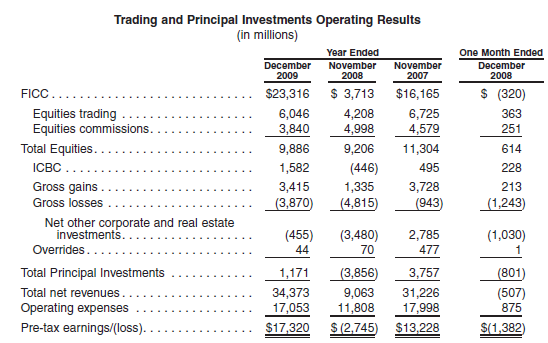 Trading and Principal Investments Operating Results
(in millions)
Year Ended One Month Ended
December 2009 November 2008 November 2007 December 2008
FICC . . . . . . . . . . . . . . . . . . . . . . . . . . . . . $23,316 $ 3,713 $16,165 $ (320)
Equities trading . . . . . . . . . . . . . . . . . . . 6,046 4,208 6,725 363
Equities commissions. . . . . . . . . . . . . . . 3,840 4,998 4,579 251
Total Equities. . . . . . . . . . . . . . . . . . . . . . . 9,886 9,206 11,304 614
ICBC . . . . . . . . . . . . . . . . . . . . . . . . . . . 1,582 (446) 495 228
Gross gains . . . . . . . . . . . . . . . . . . . . . . 3,415 1,335 3,728 213
Gross losses . . . . . . . . . . . . . . . . . . . . . (3,870) (4,815) (943) (1,243)
Net other corporate and real estate
investments. . . . . . . . . . . . . . . . . . . (455) (3,480) 2,785 (1,030)
Overrides. . . . . . . . . . . . . . . . . . . . . . . . 44 70 477 1
Total Principal Investments . . . . . . . . . . . 1,171 (3,856) 3,757 (801)
Total net revenues . . . . . . . . . . . . . . . . . . . 34,373 9,063 31,226 (507)
Operating expenses . . . . . . . . . . . . . . . . . 17,053 11,808 17,998 875
Pre-tax earnings/(loss). . . . . . . . . . . . . . . . $17,320 $ (2,745) $13,228 $(1,382)